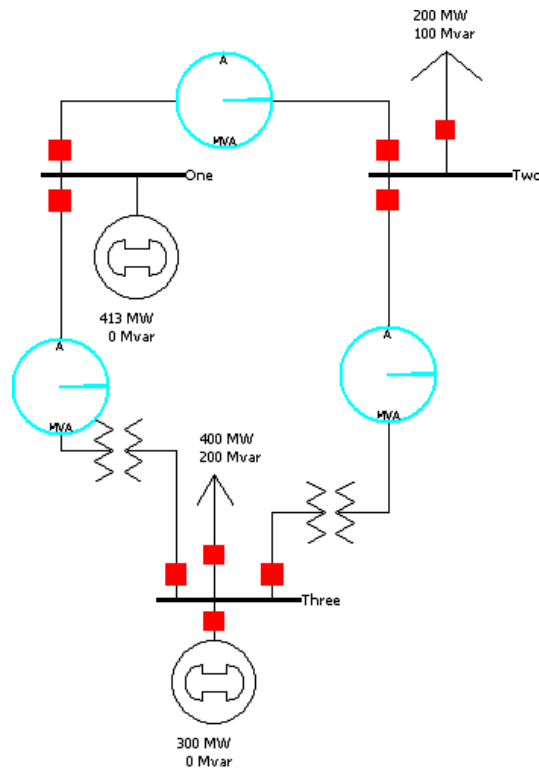 200 MW
100 Mvar
A
MVA
One
Two
413 MW
0 Mvar
A
MVA
A
MVA
400 MW
200 Mvar
Three
300 MW
0 Mvar